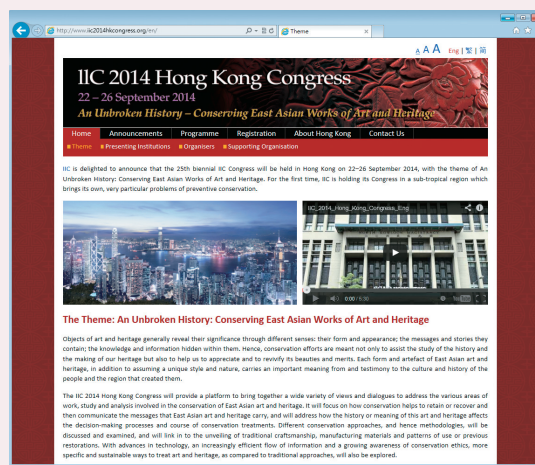 http://www.iic2014hkcongress.org/en/
Theme
A A A Eng | 繁 | 简
IIC 2014 Hong Kong Congress
22 – 26 September 2014
An Unbroken History – Conserving East Asian Works of Art and Heritage
Home Announcements Programme Registration About Hong Kong Contact Us
Theme Presenting Institutions Organisers Supporting Organisation
IIC is delighted to announce that the 25th biennial IIC Congress will be held in Hong Kong on 22–26 September 2014, with the theme of An
Unbroken History: Conserving East Asian Works of Art and Heritage. For the first time, IIC is holding its Congress in a sub-tropical region which
brings its own, very particular problems of preventive conservation.
IIC_2014_Hong_Kong_Congress_Eng
0:00 / 6:30
The Theme: An Unbroken History: Conserving East Asian Works of Art and Heritage
Objects of art and heritage generally reveal their significance through different senses: their form and appearance; the messages and stories they
contain; the knowledge and information hidden within them. Hence, conservation efforts are meant not only to assist the study of the history and
the making of our heritage but also to help us to appreciate and to revivify its beauties and merits. Each form and artefact of East Asian art and
heritage, in addition to assuming a unique style and nature, carries an important meaning from and testimony to the culture and history of the
people and the region that created them.
The IIC 2014 Hong Kong Congress will provide a platform to bring together a wide variety of views and dialogues to address the various areas of
work, study and analysis involved in the conservation of East Asian art and heritage. It will focus on how conservation helps to retain or recover and
then communicate the messages that East Asian art and heritage carry, and will address how the history or meaning of this art and heritage affects
the decision-making processes and course of conservation treatments. Different conservation approaches, and hence methodologies, will be
discussed and examined, and will link in to the unveiling of traditional craftsmanship, manufacturing materials and patterns of use or previous
restorations. With advances in technology, an increasingly efficient flow of information and a growing awareness of conservation ethics, more
specific and sustainable ways to treat art and heritage, as compared to traditional approaches, will also be explored.